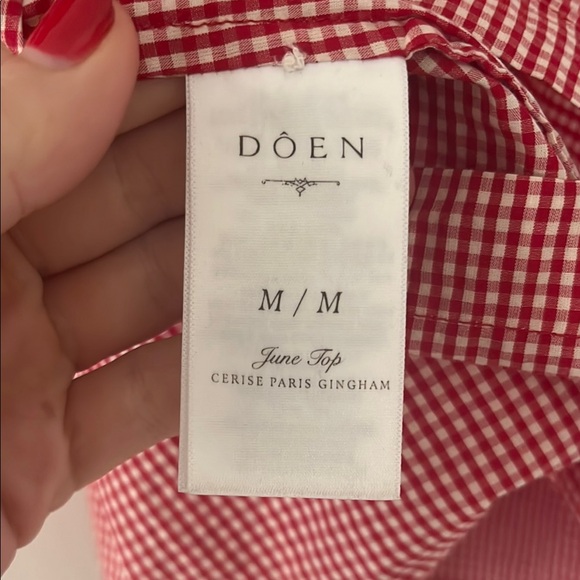 DÔEN
M / M
June Top
CERISE PARIS GINGHAM